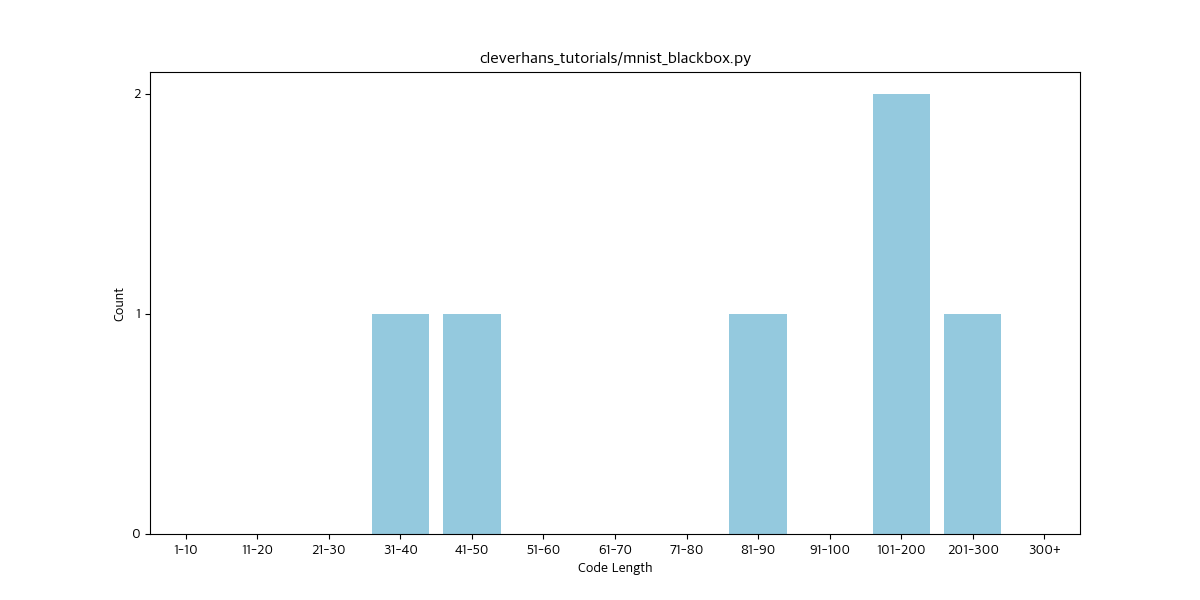 cleverhans_tutorials/mnist_blackbox.py
2
1
0
Count
1-10 11-20 21-30 31-40 41-50 51-60 61-70 71-80 81-90 91-100 101-200 201-300 300+
Code Length